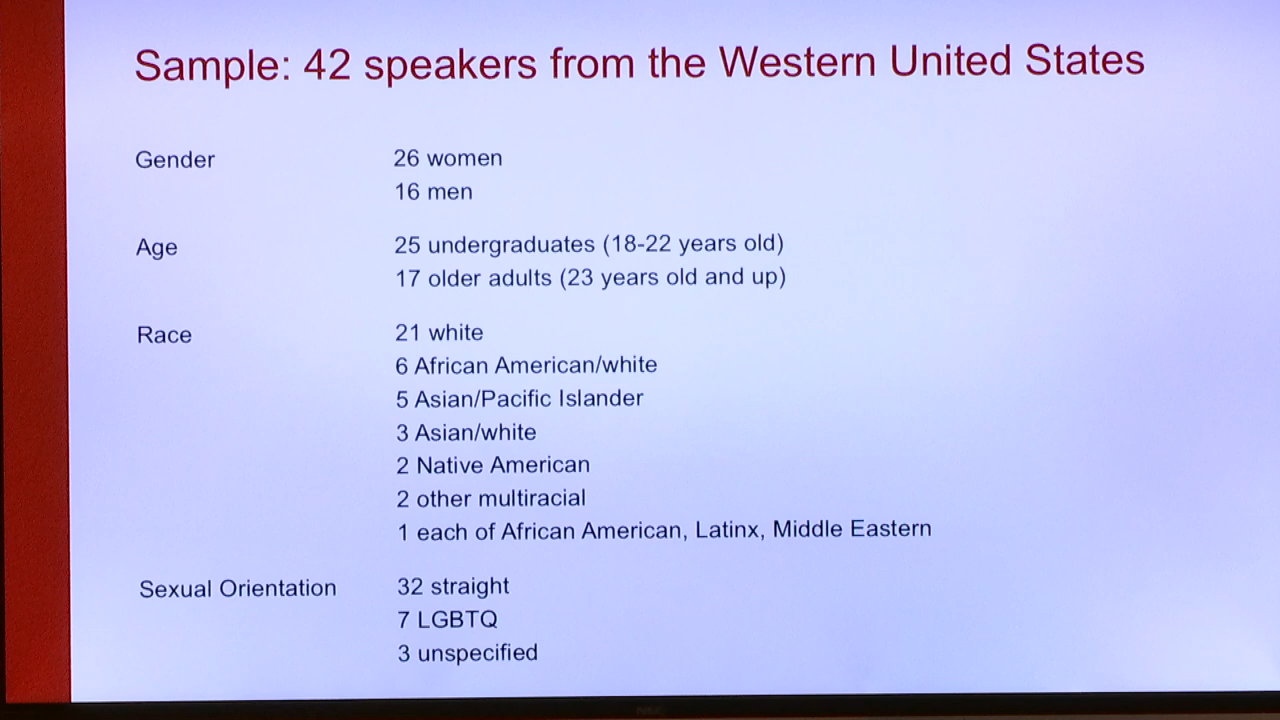 Sample: 42 speakers from the Western United States
Gender 26 women
16 men
Age 25 undergraduates (18-22 years old)
17 older adults (23 years old and up)
Race 21 white
6 African American/white
5 Asian/Pacific Islander
3 Asian/white
2 Native American
2 other multiracial
1 each of African American, Latinx, Middle Eastern
Sexual Orientation 32 straight
7 LGBTQ
3 unspecified